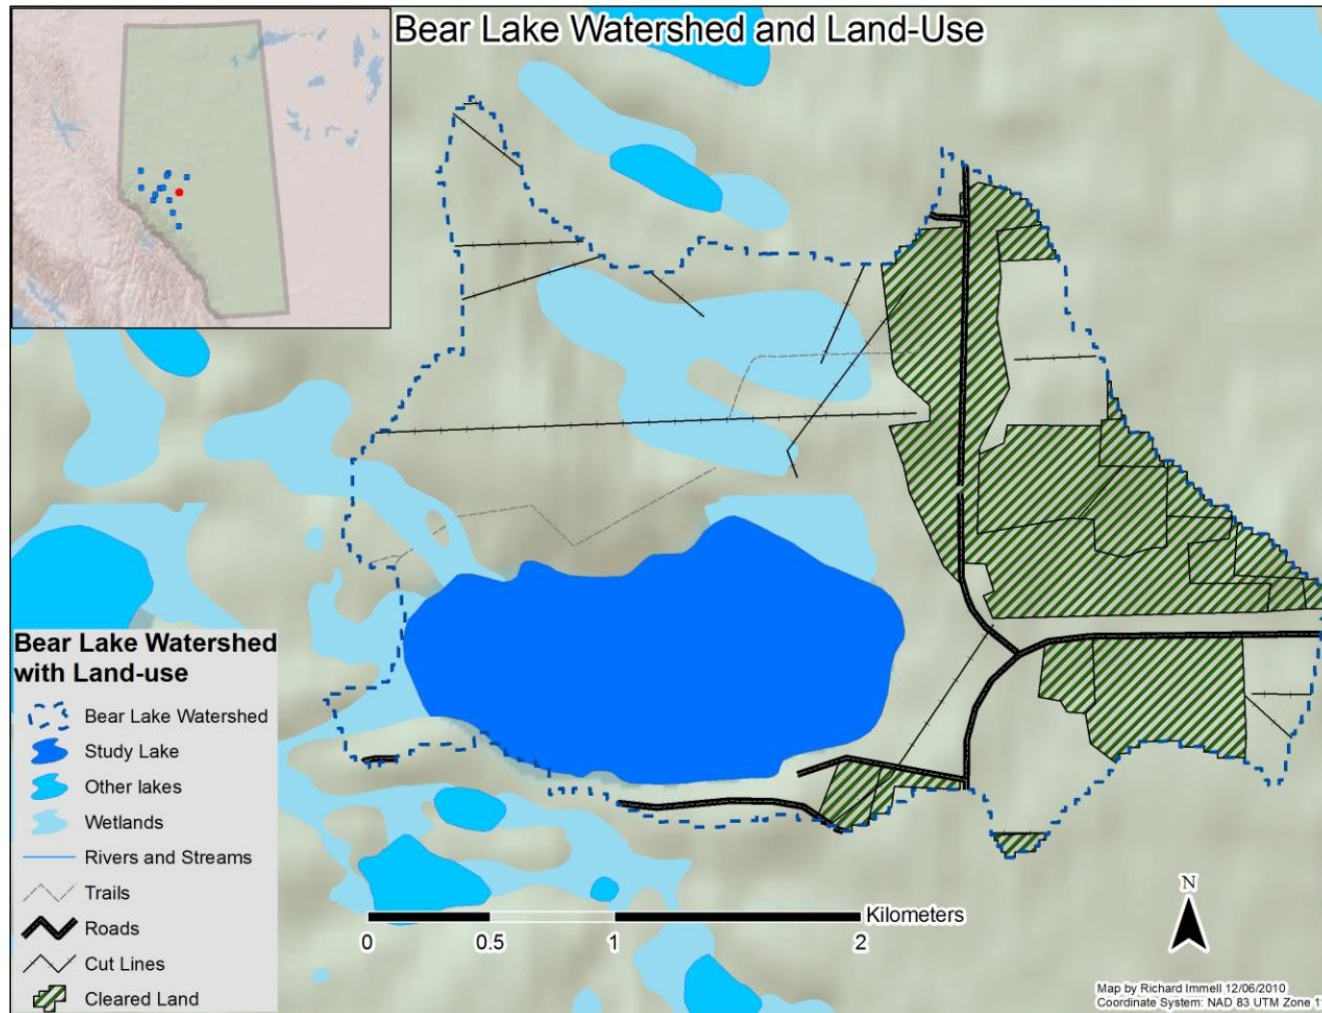 Bear Lake Watershed and Land-Use
Bear Lake Watershed
with Land-use
Bear Lake Watershed
Study Lake
Other lakes
Wetlands
Rivers and Streams
Trails
Roads
Cut Lines
Cleared Land
Kilometers
0 0.5 1 2
N
Map by Richard Immell 12/06/2010
Coordinate System: NAD 83 UTM Zone